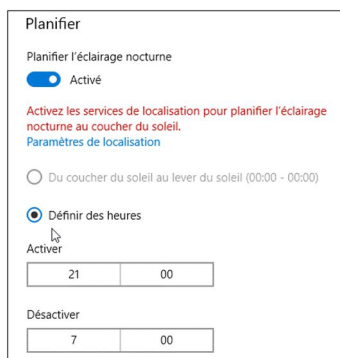 Planifier
Planifier l'éclairage nocturne
Activé
Activez les services de localisation pour planifier l'éclairage
nocturne au coucher du soleil.
Paramètres de localisation
Du coucher du soleil au lever du soleil (00:00 - 00:00)
Définir des heures
Activer
21 00
Désactiver
7 00